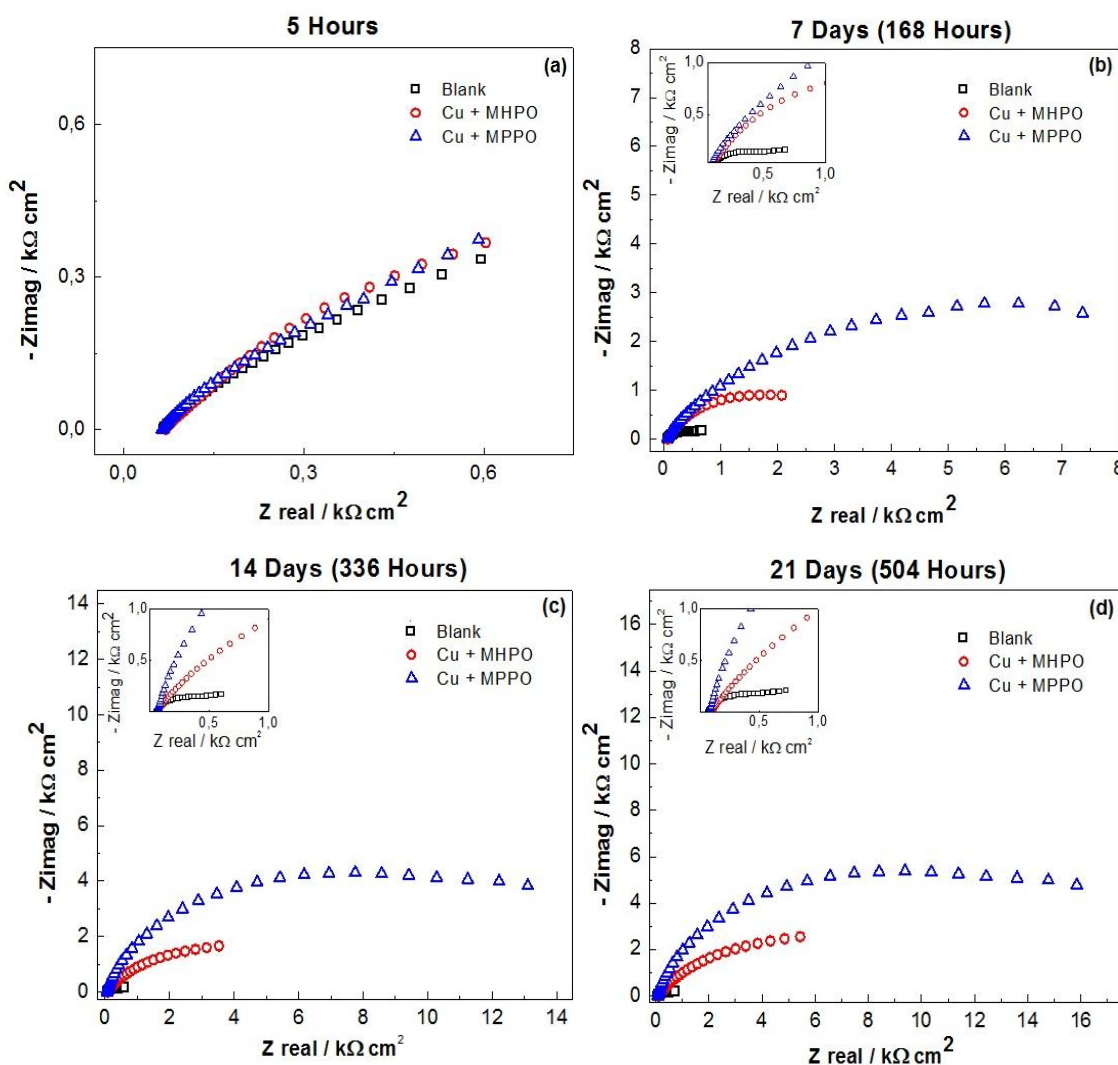 5 Hours
(a)
Blank
Cu + MHPO
Cu + MPPO
0,6
0,3
0,0
- Zimag / kΩ cm²
0,0 0,3 0,6
Z real / kΩ cm²
7 Days (168 Hours)
(b)
Blank
Cu + MHPO
Cu + MPPO
1,0
0,5
- Zimag / kΩ cm²
0,5 1,0
Z real / kΩ cm²
8
7
6
5
4
3
2
1
0
- Zimag / kΩ cm²
0 1 2 3 4 5 6 7 8
Z real / kΩ cm²
14 Days (336 Hours)
(c)
Blank
Cu + MHPO
Cu + MPPO
1,0
0,5
- Zimag / kΩ cm²
0,5 1,0
Z real / kΩ cm²
14
12
10
8
6
4
2
0
- Zimag / kΩ cm²
0 2 4 6 8 10 12 14
Z real / kΩ cm²
21 Days (504 Hours)
(d)
Blank
Cu + MHPO
Cu + MPPO
1,0
0,5
- Zimag / kΩ cm²
0,5 1,0
Z real / kΩ cm²
16
14
12
10
8
6
4
2
0
- Zimag / kΩ cm²
0 2 4 6 8 10 12 14 16
Z real / kΩ cm²